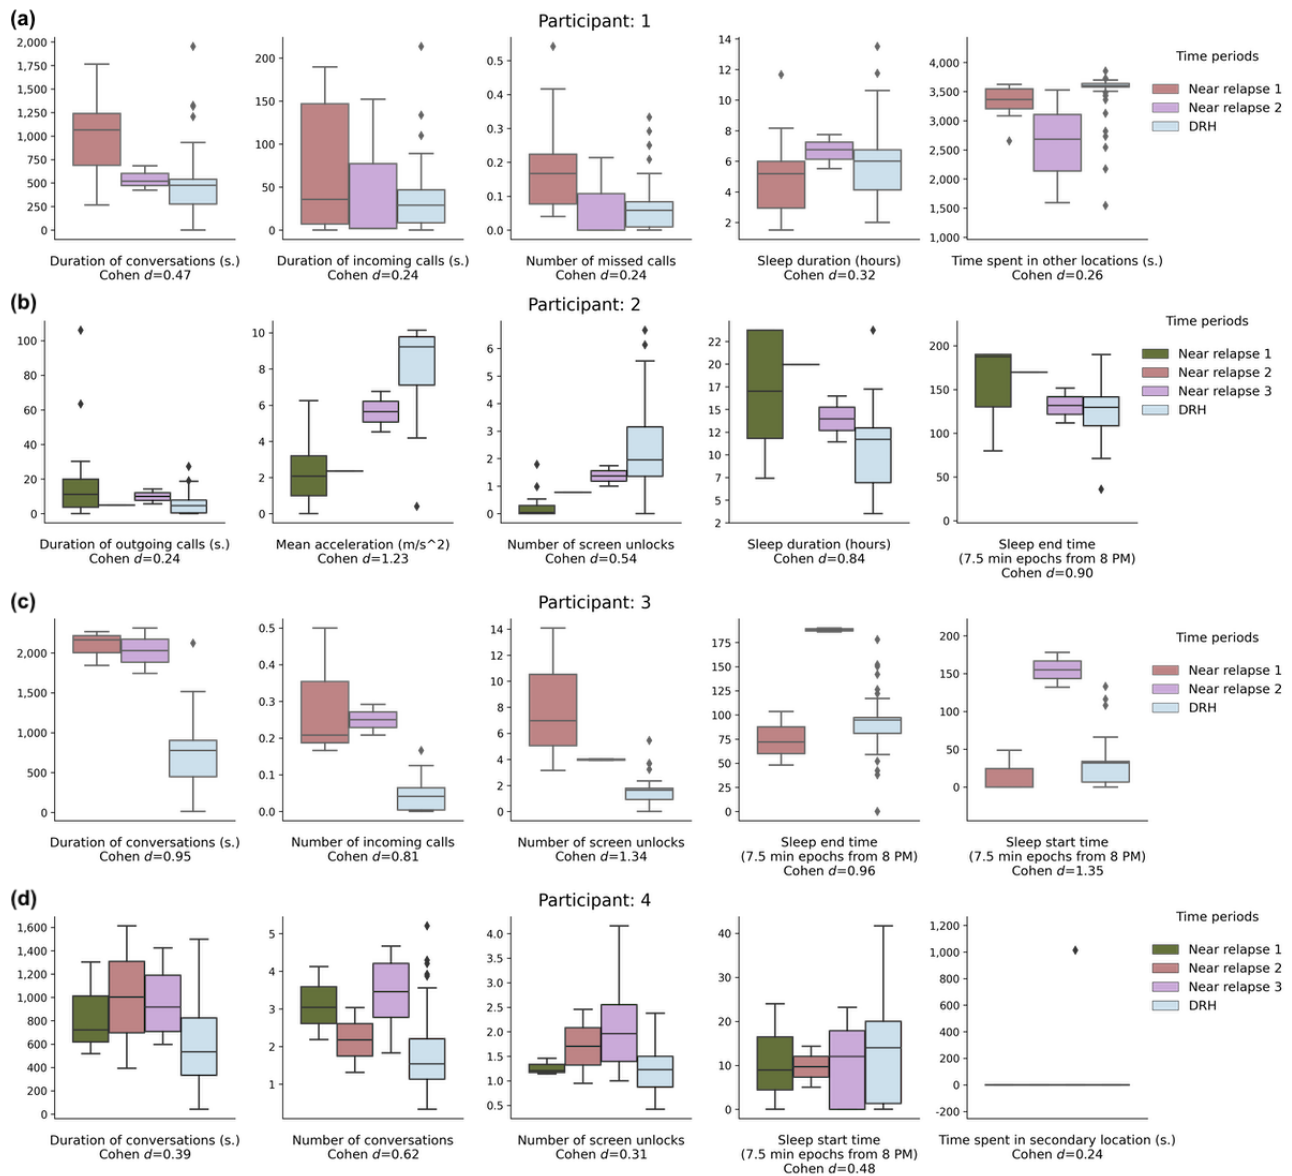 (a)
Participant: 1
2,000
1,750
1,500
1,250
1,000
750
500
250
0
Duration of conversations (s.)
Cohen d=0.47
200
150
100
50
0
Duration of incoming calls (s.)
Cohen d=0.24
0.5
0.4
0.3
0.2
0.1
0.0
Number of missed calls
Cohen d=0.24
14
12
10
8
6
4
2
Sleep duration (hours)
Cohen d=0.32
4,000
3,500
3,000
2,500
2,000
1,500
1,000
Time spent in other locations (s.)
Cohen d=0.26
Time periods
Near relapse 1
Near relapse 2
DRH
(b)
Participant: 2
100
80
60
40
20
0
Duration of outgoing calls (s.)
Cohen d=0.24
10
8
6
4
2
0
Mean acceleration (m/s^2)
Cohen d=1.23
6
5
4
3
2
1
0
Number of screen unlocks
Cohen d=0.54
22
20
17
15
12
10
7
5
2
Sleep duration (hours)
Cohen d=0.84
200
150
100
50
0
Sleep end time
(7.5 min epochs from 8 PM)
Cohen d=0.90
Time periods
Near relapse 1
Near relapse 2
Near relapse 3
DRH
(c)
Participant: 3
2,000
1,500
1,000
500
0
Duration of conversations (s.)
Cohen d=0.95
0.5
0.4
0.3
0.2
0.1
0.0
Number of incoming calls
Cohen d=0.81
14
12
10
8
6
4
2
0
Number of screen unlocks
Cohen d=1.34
175
150
125
100
75
50
25
0
Sleep end time
(7.5 min epochs from 8 PM)
Cohen d=0.96
200
150
100
50
0
Sleep start time
(7.5 min epochs from 8 PM)
Cohen d=1.35
Time periods
Near relapse 1
Near relapse 2
DRH
(d)
Participant: 4
1,600
1,400
1,200
1,000
800
600
400
200
0
Duration of conversations (s.)
Cohen d=0.39
5
4
3
2
1
Number of conversations
Cohen d=0.62
4.0
3.5
3.0
2.5
2.0
1.5
1.0
0.5
Number of screen unlocks
Cohen d=0.31
40
30
20
10
0
Sleep start time
(7.5 min epochs from 8 PM)
Cohen d=0.48
1,200
1,000
800
600
400
200
0
-200
Time spent in secondary location (s.)
Cohen d=0.24
Time periods
Near relapse 1
Near relapse 2
Near relapse 3
DRH